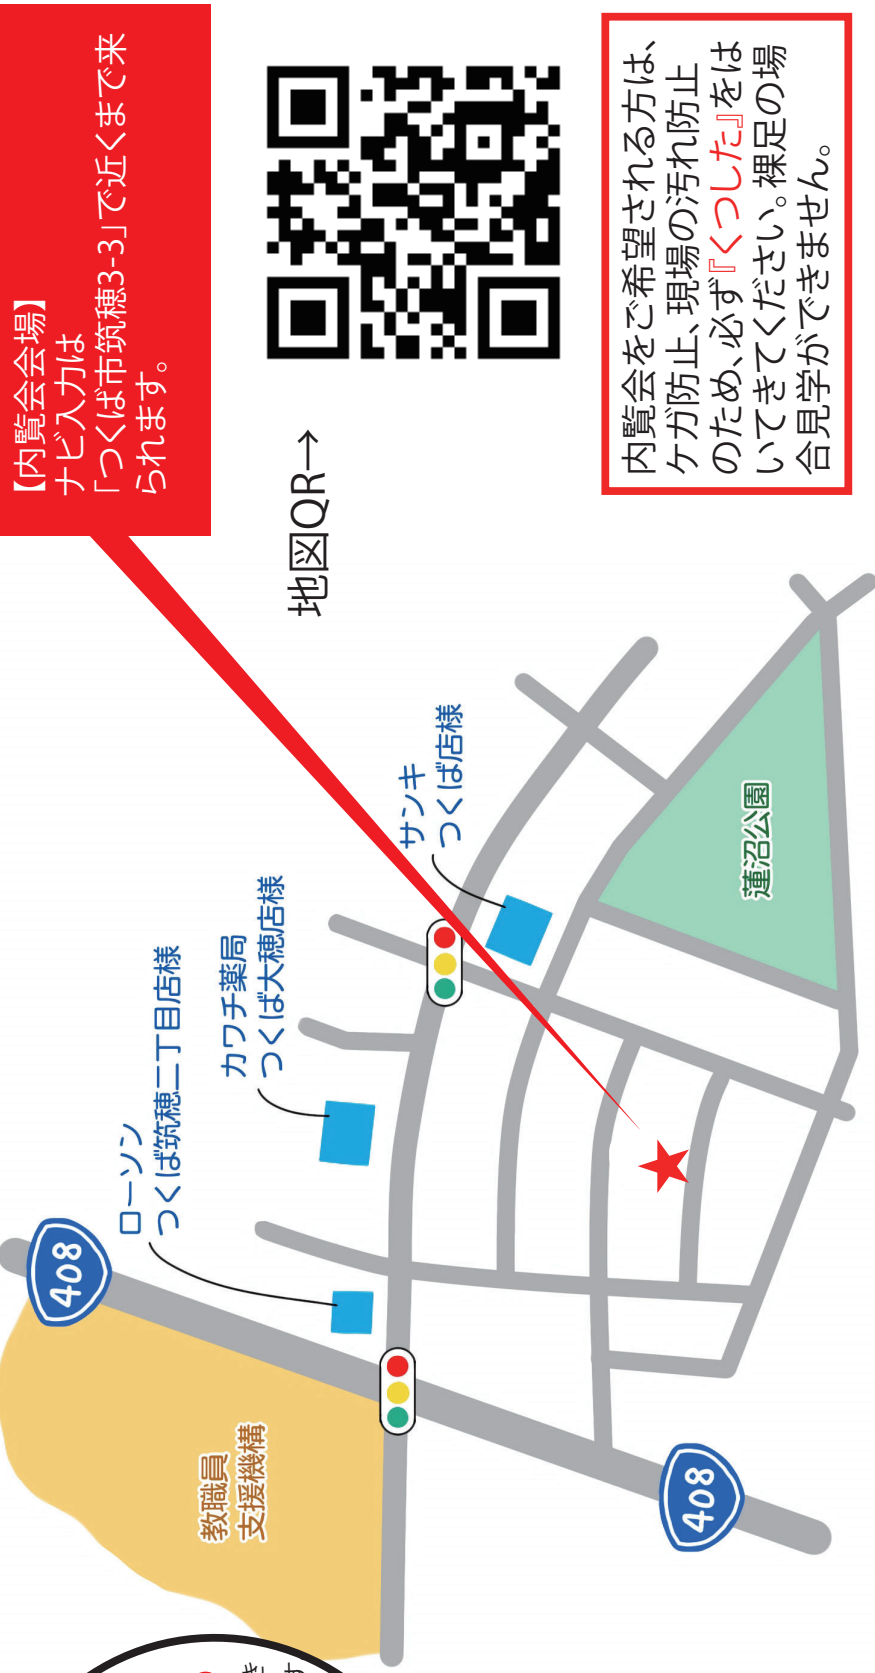 【内覧会会場】
ナビ入力は
「つくば市筑穂3-3」で近くまで来
られます。
地図QR→
内覧会をご希望される方は、
ケガ防止、現場の汚れ防止
のため、必ず『くつした』をは
いてきてください。裸足の場
合見学ができません。
408
ローソン
つくば筑穂二丁目店様
カワチ薬局
つくば大穂店様
サンキ
つくば店様
教職員
支援機構
蓮沼公園
408